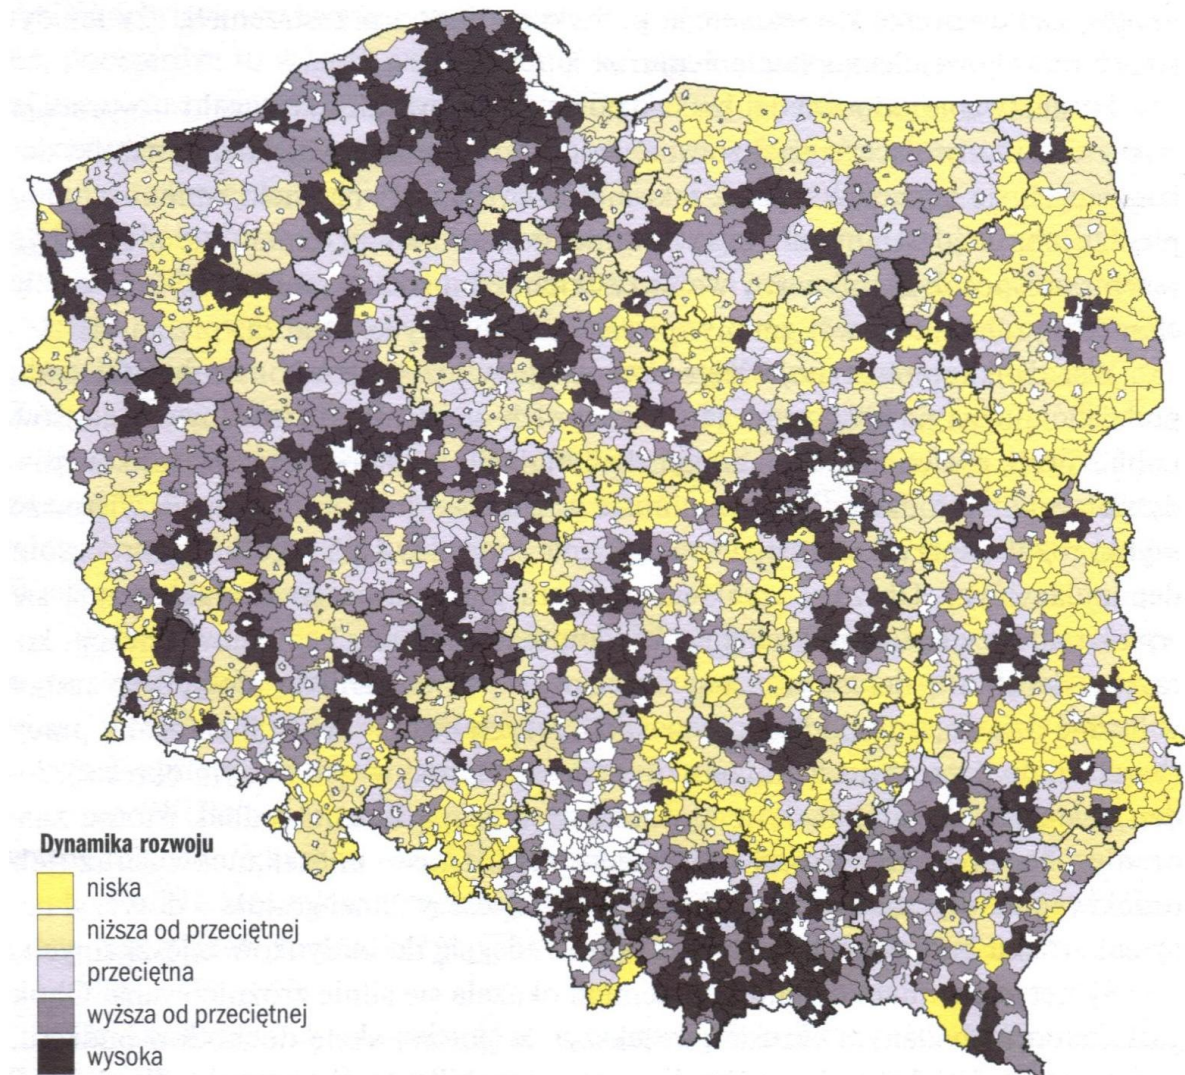 Dynamika rozwoju
niska
niższa od przeciętnej
przeciętna
wyższa od przeciętnej
wysoka